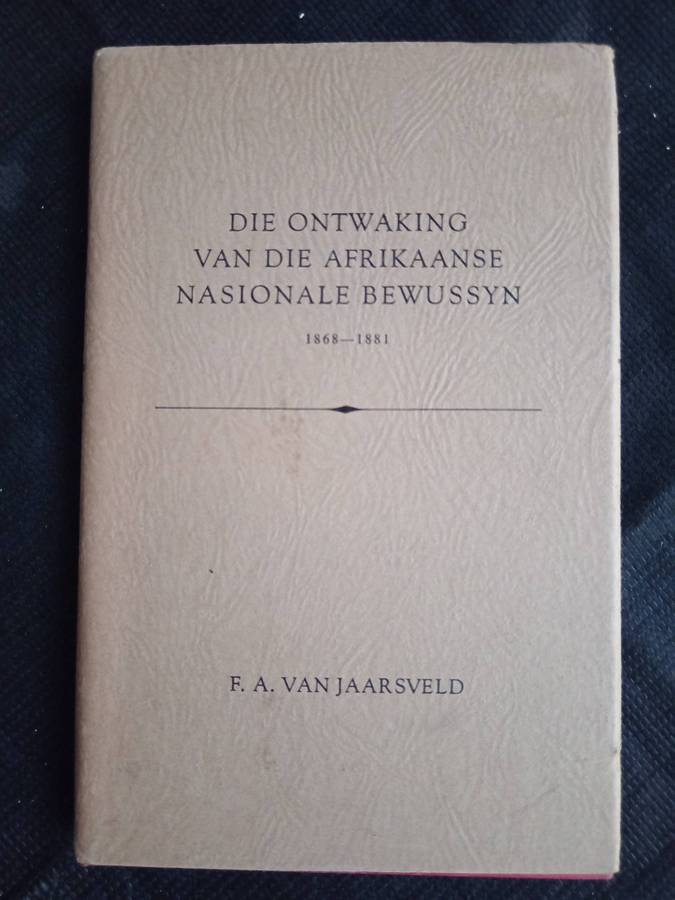 DIE ONTWAKING
VAN DIE AFRIKAANSE
NASIONALE BEWUSSYN
1868—1881
F. A. VAN JAARSVELD